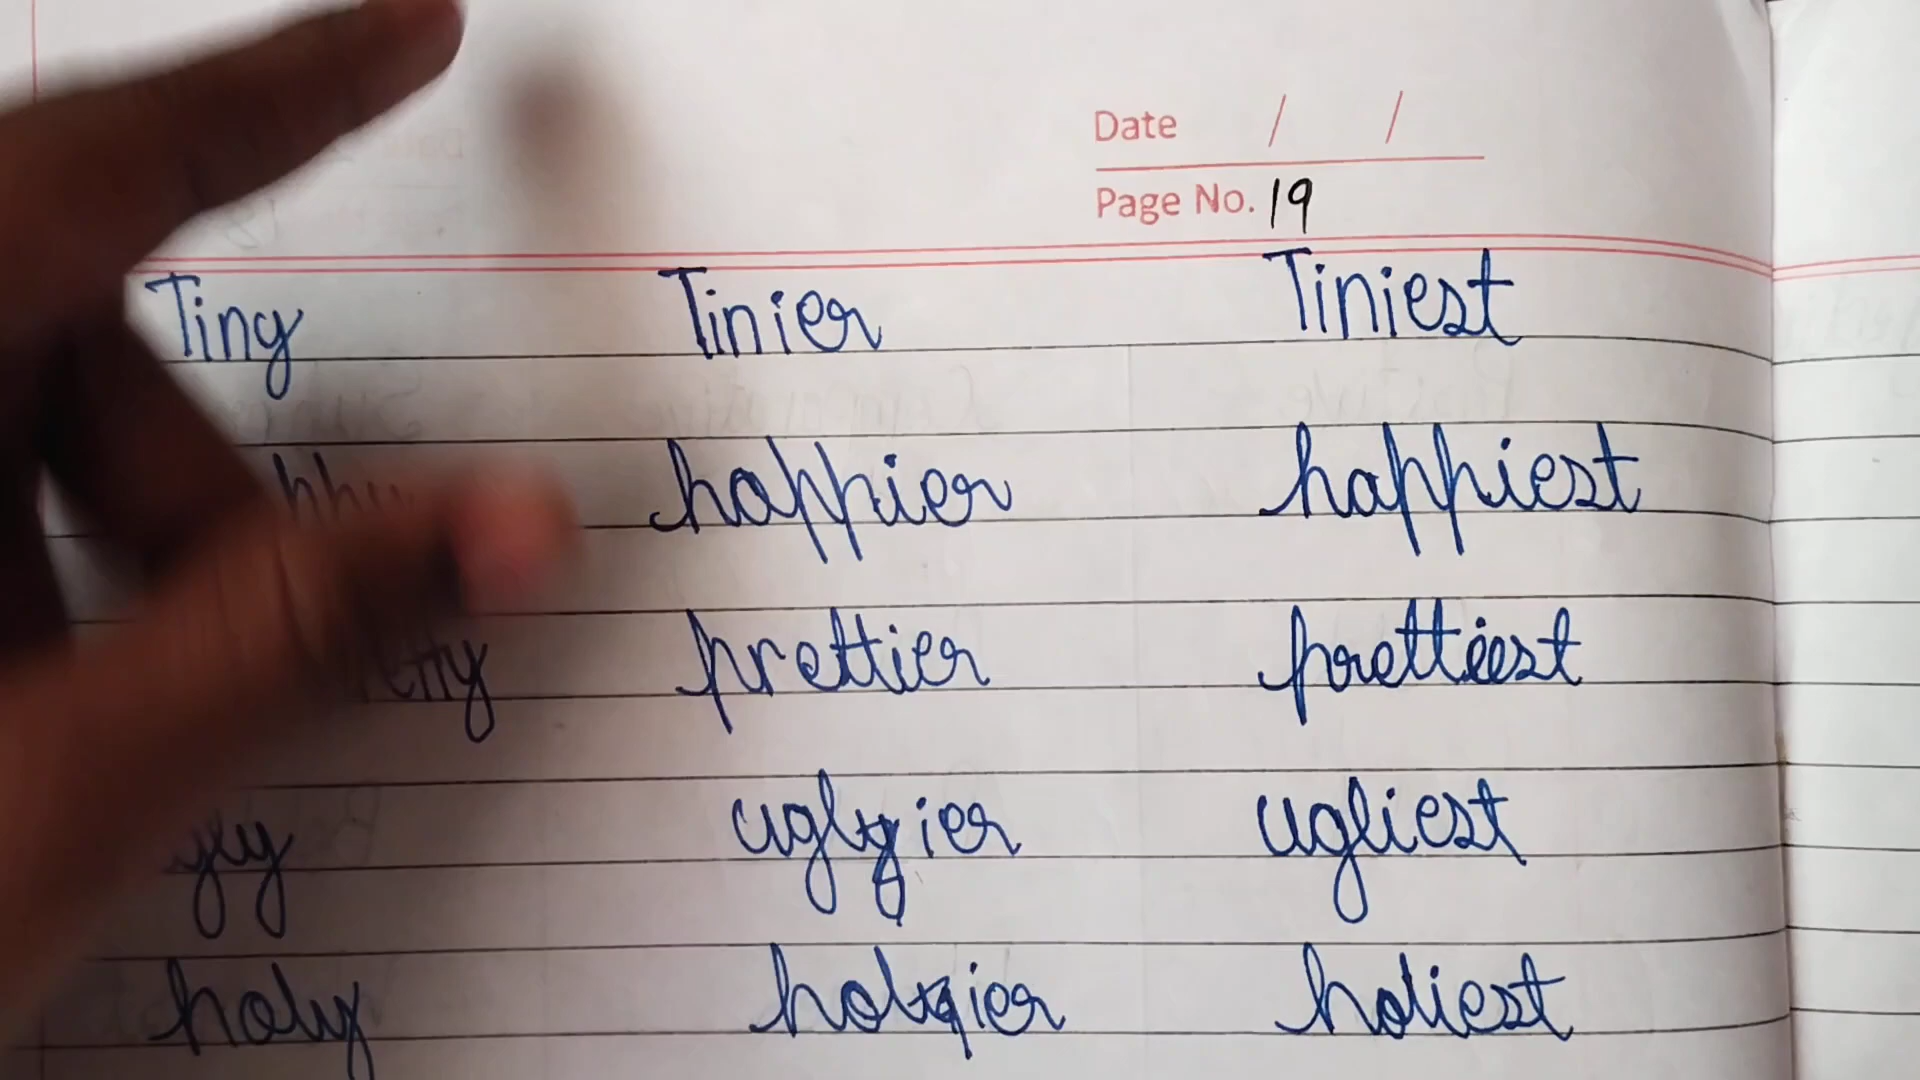 Date / /
Page No. 19
Tiny Tinier Tiniest
happier happiest
prettier prettiest
uglier ugliest
holy holier holiest